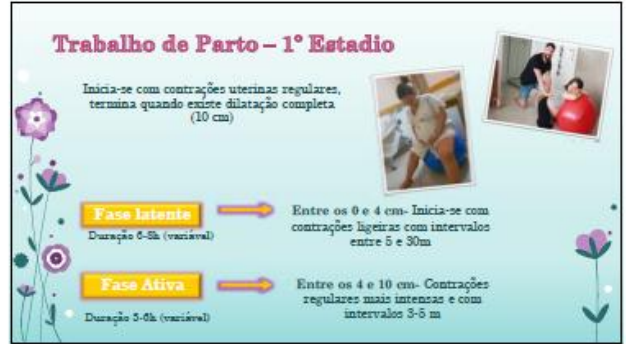 Trabalho de Parto – 1º Estadio
Inicia-se com contrações uterinas regulares,
termina quando existe dilatação completa
(10 cm)
Fase latente
Duração 6-8h (variável)
Entre os 0 e 4 cm- Inicia-se com
contrações ligeiras com intervalos
entre 5 e 30m
Fase Ativa
Duração 3-6h (variável)
Entre os 4 e 10 cm- Contrações
regulares mais intensas e com
intervalos 3-5 m